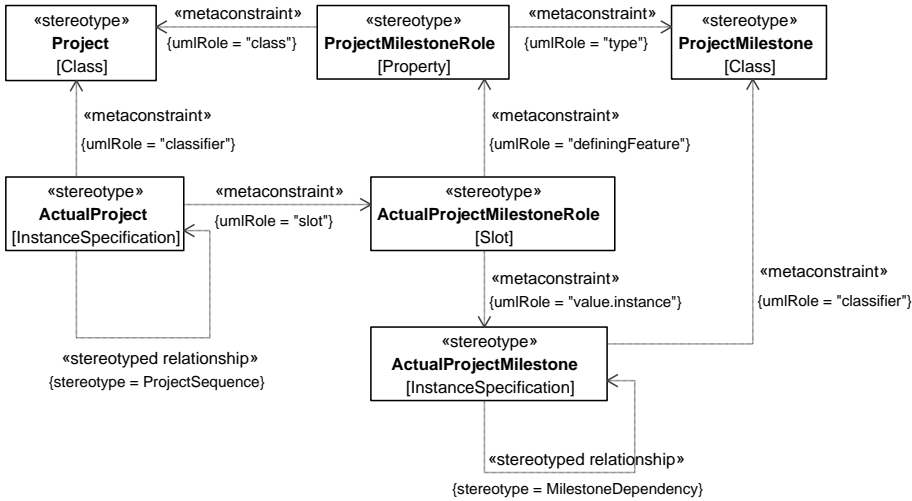 «stereotype»
Project
[Class]
«metaconstraint»
{umlRole = "class"}
«stereotype»
ProjectMilestoneRole
[Property]
«metaconstraint»
{umlRole = "type"}
«stereotype»
ProjectMilestone
[Class]
«metaconstraint»
{umlRole = "classifier"}
«metaconstraint»
{umlRole = "definingFeature"}
«stereotype»
ActualProject
[InstanceSpecification]
«metaconstraint»
{umlRole = "slot"}
«stereotype»
ActualProjectMilestoneRole
[Slot]
«metaconstraint»
{umlRole = "value.instance"}
«metaconstraint»
{umlRole = "classifier"}
«stereotyped relationship»
{stereotype = ProjectSequence}
«stereotype»
ActualProjectMilestone
[InstanceSpecification]
«stereotyped relationship»
{stereotype = MilestoneDependency}